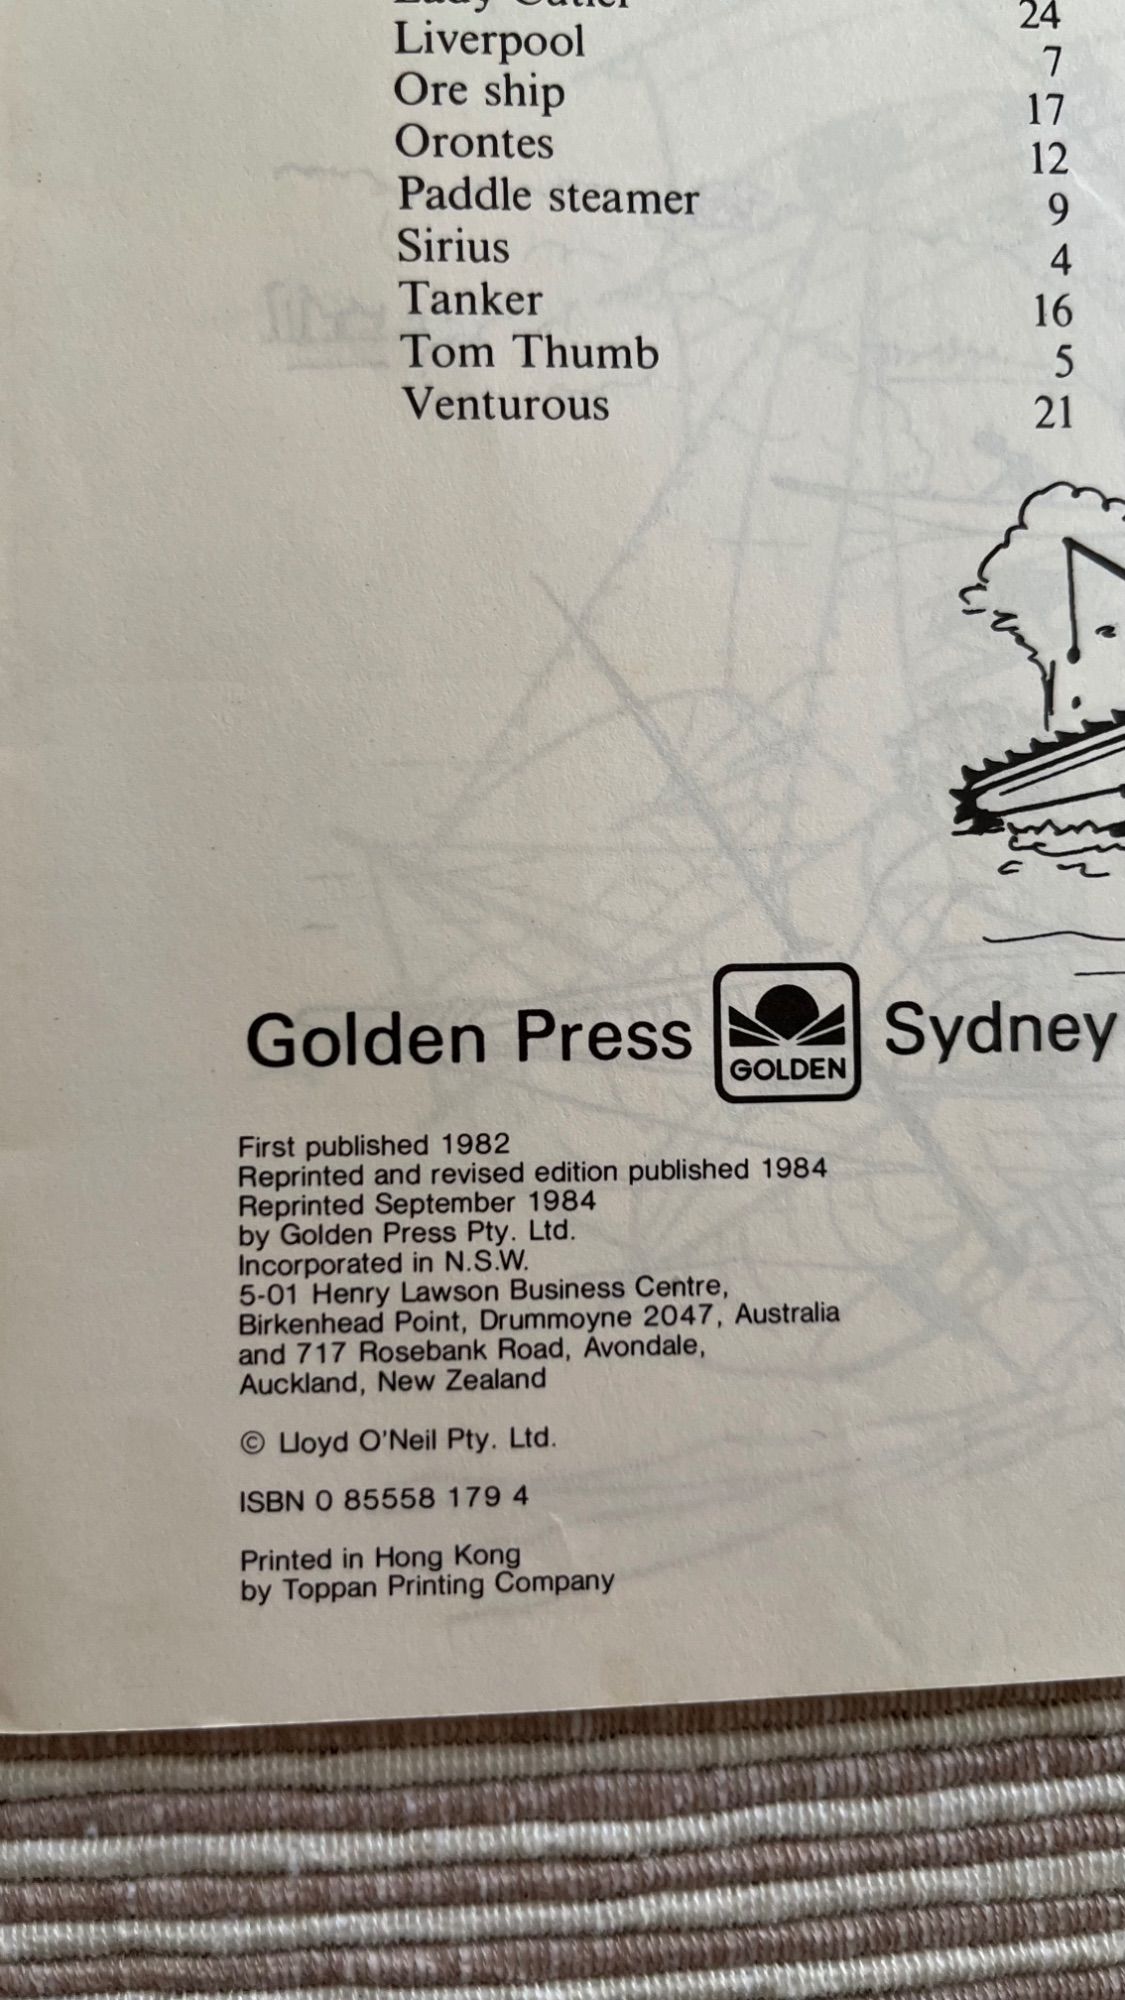 Lady Cutler 24
Liverpool 7
Ore ship 17
Orontes 12
Paddle steamer 9
Sirius 4
Tanker 16
Tom Thumb 5
Venturous 21
Golden Press GOLDEN Sydney
First published 1982
Reprinted and revised edition published 1984
Reprinted September 1984
by Golden Press Pty. Ltd.
Incorporated in N.S.W.
5-01 Henry Lawson Business Centre,
Birkenhead Point, Drummoyne 2047, Australia
and 717 Rosebank Road, Avondale,
Auckland, New Zealand
© Lloyd O'Neil Pty. Ltd.
ISBN 0 85558 179 4
Printed in Hong Kong
by Toppan Printing Company